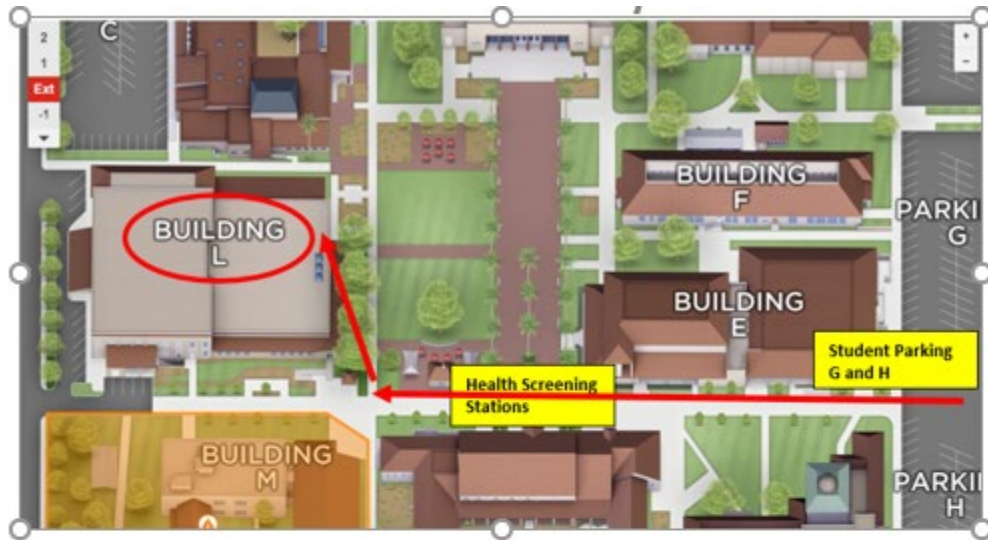 2
1
Ext
-1
C
+
−
BUILDING
L
BUILDING
F
PARKI
G
BUILDING
E
Student Parking
G and H
Health Screening
Stations
BUILDING
M
PARKI
H